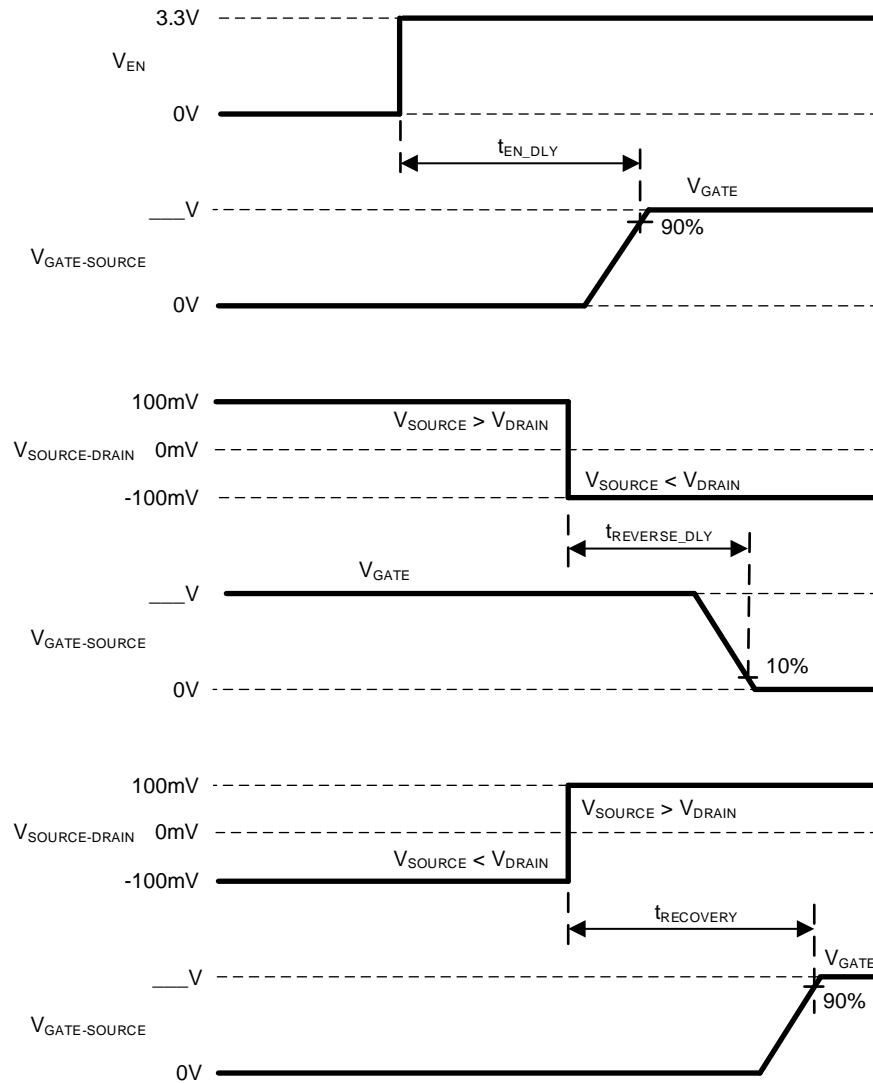 3.3V
VEN
0V
tEN_DLY
VGATE
___V
90%
VGATE-SOURCE
0V
100mV
VSOURCE > VDRAIN
VSOURCE-DRAIN 0mV
VSOURCE < VDRAIN
-100mV
tREVERSE_DLY
VGATE
___V
VGATE-SOURCE
10%
0V
100mV
VSOURCE > VDRAIN
VSOURCE-DRAIN 0mV
VSOURCE < VDRAIN
-100mV
tRECOVERY
VGATE
___V
90%
VGATE-SOURCE
0V